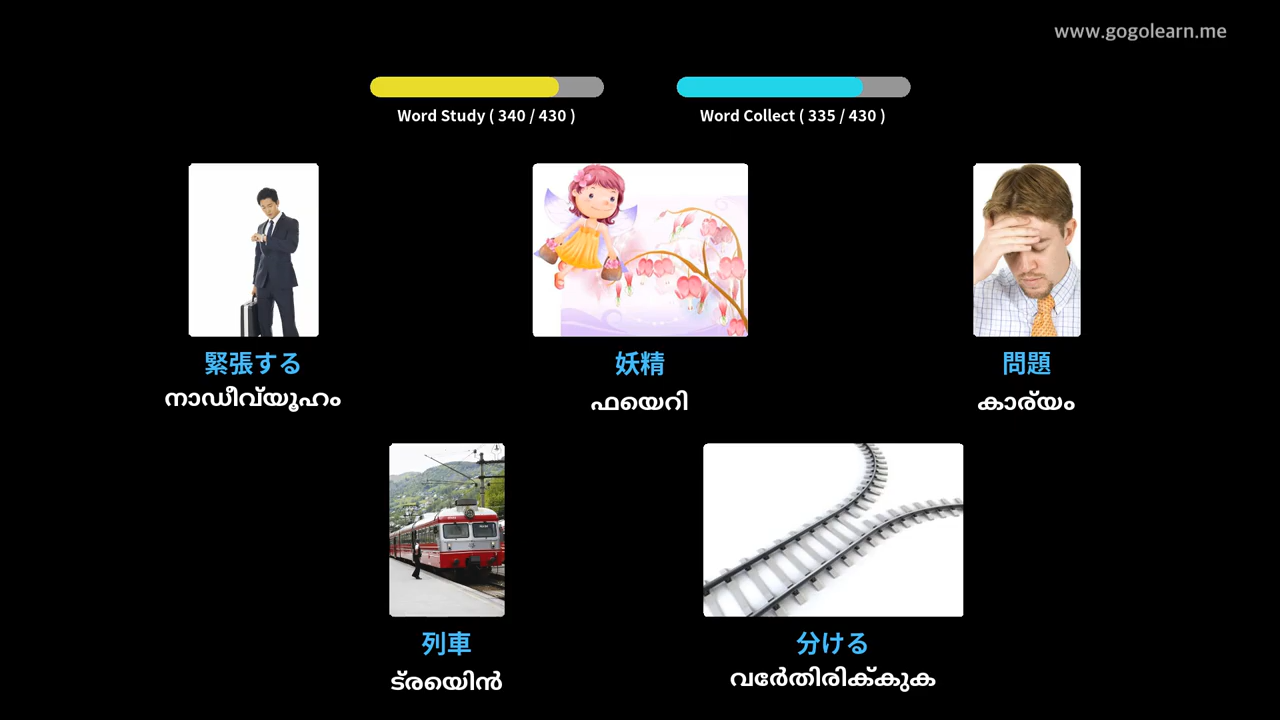 www.gogolearn.me
Word Study ( 340 / 430 )
Word Collect ( 335 / 430 )
緊張する
നാഡീവ്യൂഹം
妖精
ഫയെറി
問題
കാര്യം
列車
ട്രയെിൻ
分ける
വർേതിരിക്കുക